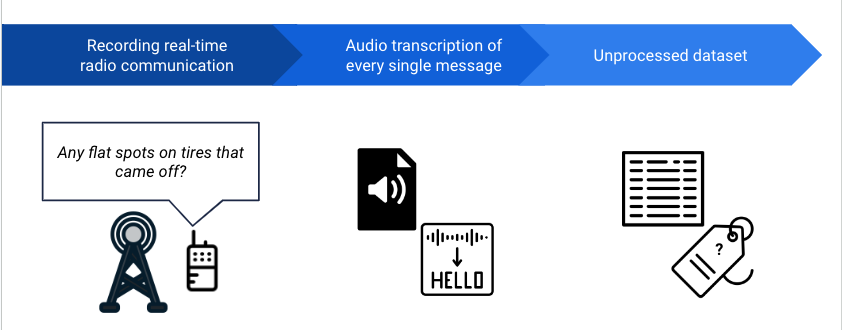 Recording real-time
radio communication
Audio transcription of
every single message
Unprocessed dataset
Any flat spots on tires that
came off?
HELLO
?